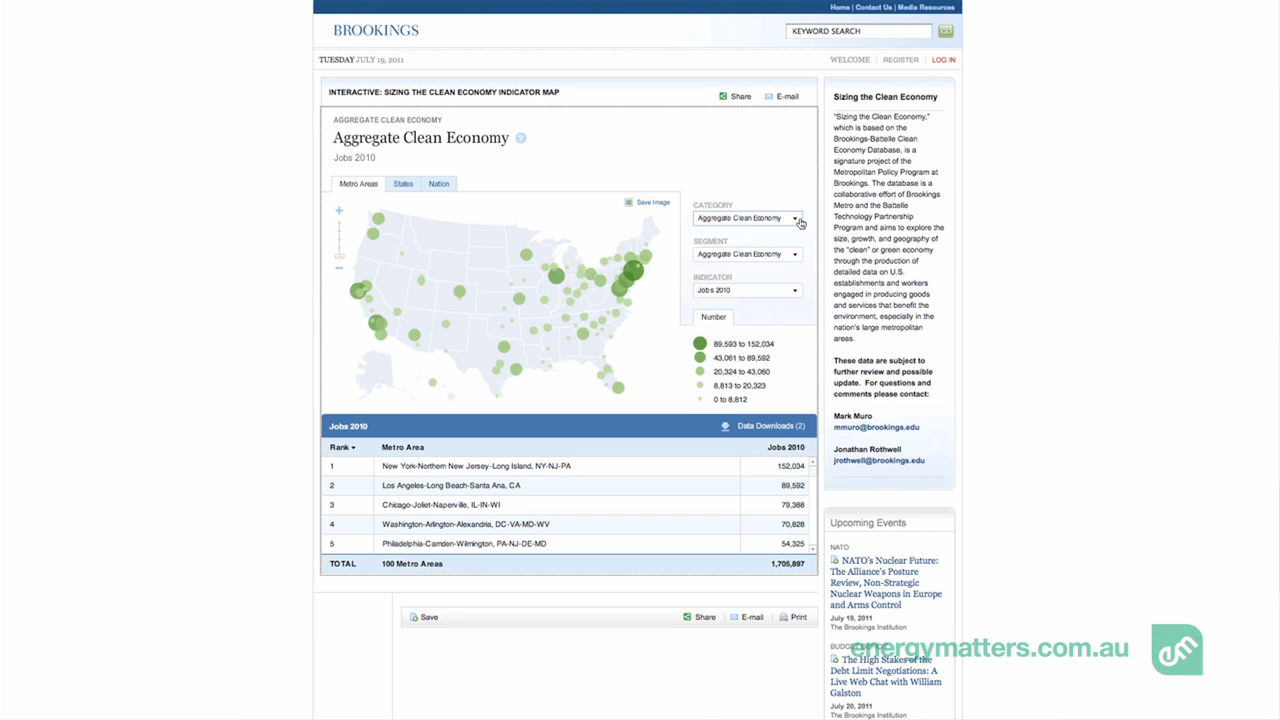 Home | Contact Us | Media Resources
BROOKINGS
KEYWORD SEARCH
GO
TUESDAY JULY 19, 2011
WELCOME | REGISTER | LOG IN
INTERACTIVE: SIZING THE CLEAN ECONOMY INDICATOR MAP
Share
E-mail
AGGREGATE CLEAN ECONOMY
Aggregate Clean Economy ?
Jobs 2010
Metro Areas
States
Nation
Save Image
CATEGORY
Aggregate Clean Economy
SEGMENT
Aggregate Clean Economy
INDICATOR
Jobs 2010
Number
89,593 to 152,034
43,061 to 89,592
20,324 to 43,060
8,813 to 20,323
0 to 8,812
Jobs 2010
Data Downloads (2)
Rank Metro Area Jobs 2010
1 New York-Northern New Jersey-Long Island, NY-NJ-PA 152,034
2 Los Angeles-Long Beach-Santa Ana, CA 89,592
3 Chicago-Joliet-Naperville, IL-IN-WI 79,388
4 Washington-Arlington-Alexandria, DC-VA-MD-WV 70,828
5 Philadelphia-Camden-Wilmington, PA-NJ-DE-MD 54,325
TOTAL 100 Metro Areas 1,705,897
Save
Share
E-mail
Print
Sizing the Clean Economy
"Sizing the Clean Economy,"
which is based on the
Brookings-Battelle Clean
Economy Database, is a
signature project of the
Metropolitan Policy Program at
Brookings. The database is a
collaborative effort of Brookings
Metro and the Battelle
Technology Partnership
Program and aims to explore the
size, growth, and geography of
the "clean" or green economy
through the production of
detailed data on U.S.
establishments and workers
engaged in producing goods
and services that benefit the
environment, especially in the
nation's large metropolitan
areas.
These data are subject to
further review and possible
update. For questions and
comments please contact:
Mark Muro
mmuro@brookings.edu
Jonathan Rothwell
jrothwell@brookings.edu
Upcoming Events
NATO
NATO's Nuclear Future:
The Alliance's Posture
Review, Non-Strategic
Nuclear Weapons in Europe
and Arms Control
July 19, 2011
The Brookings Institution
energymatters.com.au
em
The High Stakes of the
Debt Limit Negotiations: A
Live Web Chat with William
Galston
July 20, 2011
The Brookings Institution